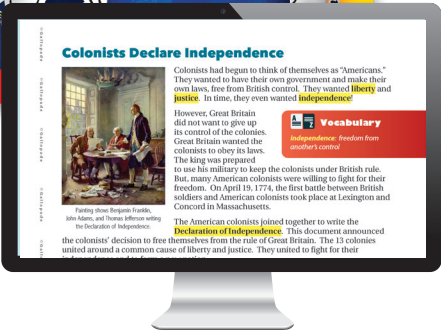 Colonists Declare Independence
Colonists had begun to think of themselves as "Americans."
They wanted to have their own government and make their
own laws, free from British control. They wanted liberty and
justice. In time, they even wanted independence!
However, Great Britain
did not want to give up
its control of the colonies.
Great Britain wanted the
colonists to obey its laws.
The king was prepared
to use his military to keep the colonists under British rule.
But, many American colonists were willing to fight for their
freedom. On April 19, 1774, the first battle between British
soldiers and American colonists took place at Lexington and
Concord in Massachusetts.
Vocabulary
independence: freedom from
another's control
Painting shows Benjamin Franklin,
John Adams, and Thomas Jefferson writing
the Declaration of Independence.
The American colonists joined together to write the
Declaration of Independence. This document announced
the colonists' decision to free themselves from the rule of Great Britain. The 13 colonies
united around a common cause of liberty and justice. They united to fight for their